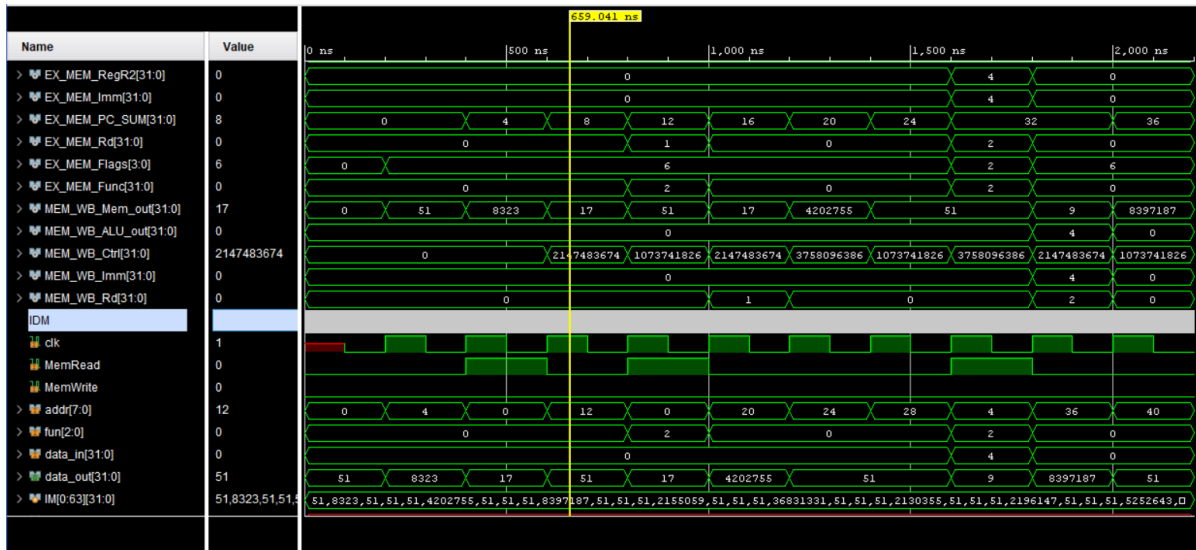 659.041 ns
Name Value 0 ns 500 ns 1,000 ns 1,500 ns 2,000 ns
EX_MEM_RegR2[31:0] 0 0 4 0
EX_MEM_Imm[31:0] 0 0 4 0
EX_MEM_PC_SUM[31:0] 8 0 4 8 12 16 20 24 32 36
EX_MEM_Rd[31:0] 0 0 1 0 2 0
EX_MEM_Flags[3:0] 6 0 6 2 6
EX_MEM_Func[31:0] 0 0 2 0 2 0
MEM_WB_Mem_out[31:0] 17 0 51 8323 17 51 17 4202755 51 9 8397187
MEM_WB_ALU_out[31:0] 0 0 4 0
MEM_WB_Ctrl[31:0] 2147483674 0 2147483674 1073741826 2147483674 3758096386 1073741826 3758096386 2147483674 1073741826
MEM_WB_Imm[31:0] 0 0 4 0
MEM_WB_Rd[31:0] 0 0 1 0 2 0
IDM
clk 1
MemRead 0
MemWrite 0
addr[7:0] 12 0 4 0 12 0 20 24 28 4 36 40
fun[2:0] 0 0 2 0 2 0
data_in[31:0] 0 0 4 0
data_out[31:0] 51 51 8323 17 51 17 4202755 51 9 8397187 51
IM[0:63][31:0] 51,8323,51,51,5 51,8323,51,51,51,4202755,51,51,51,8397187,51,51,51,2155059,51,51,51,36831331,51,51,51,2130355,51,51,51,2196147,51,51,51,5252643,